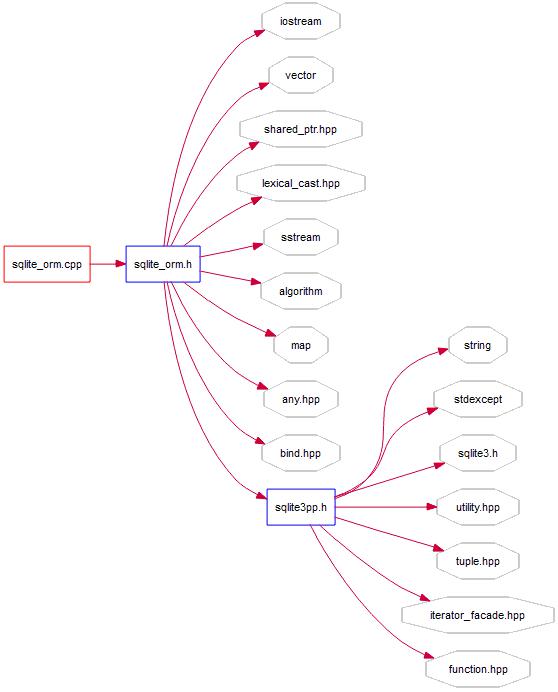 iostream
vector
shared_ptr.hpp
lexical_cast.hpp
sstream
sqlite_orm.cpp
sqlite_orm.h
algorithm
map
any.hpp
bind.hpp
sqlite3pp.h
string
stdexcept
sqlite3.h
utility.hpp
tuple.hpp
iterator_facade.hpp
function.hpp